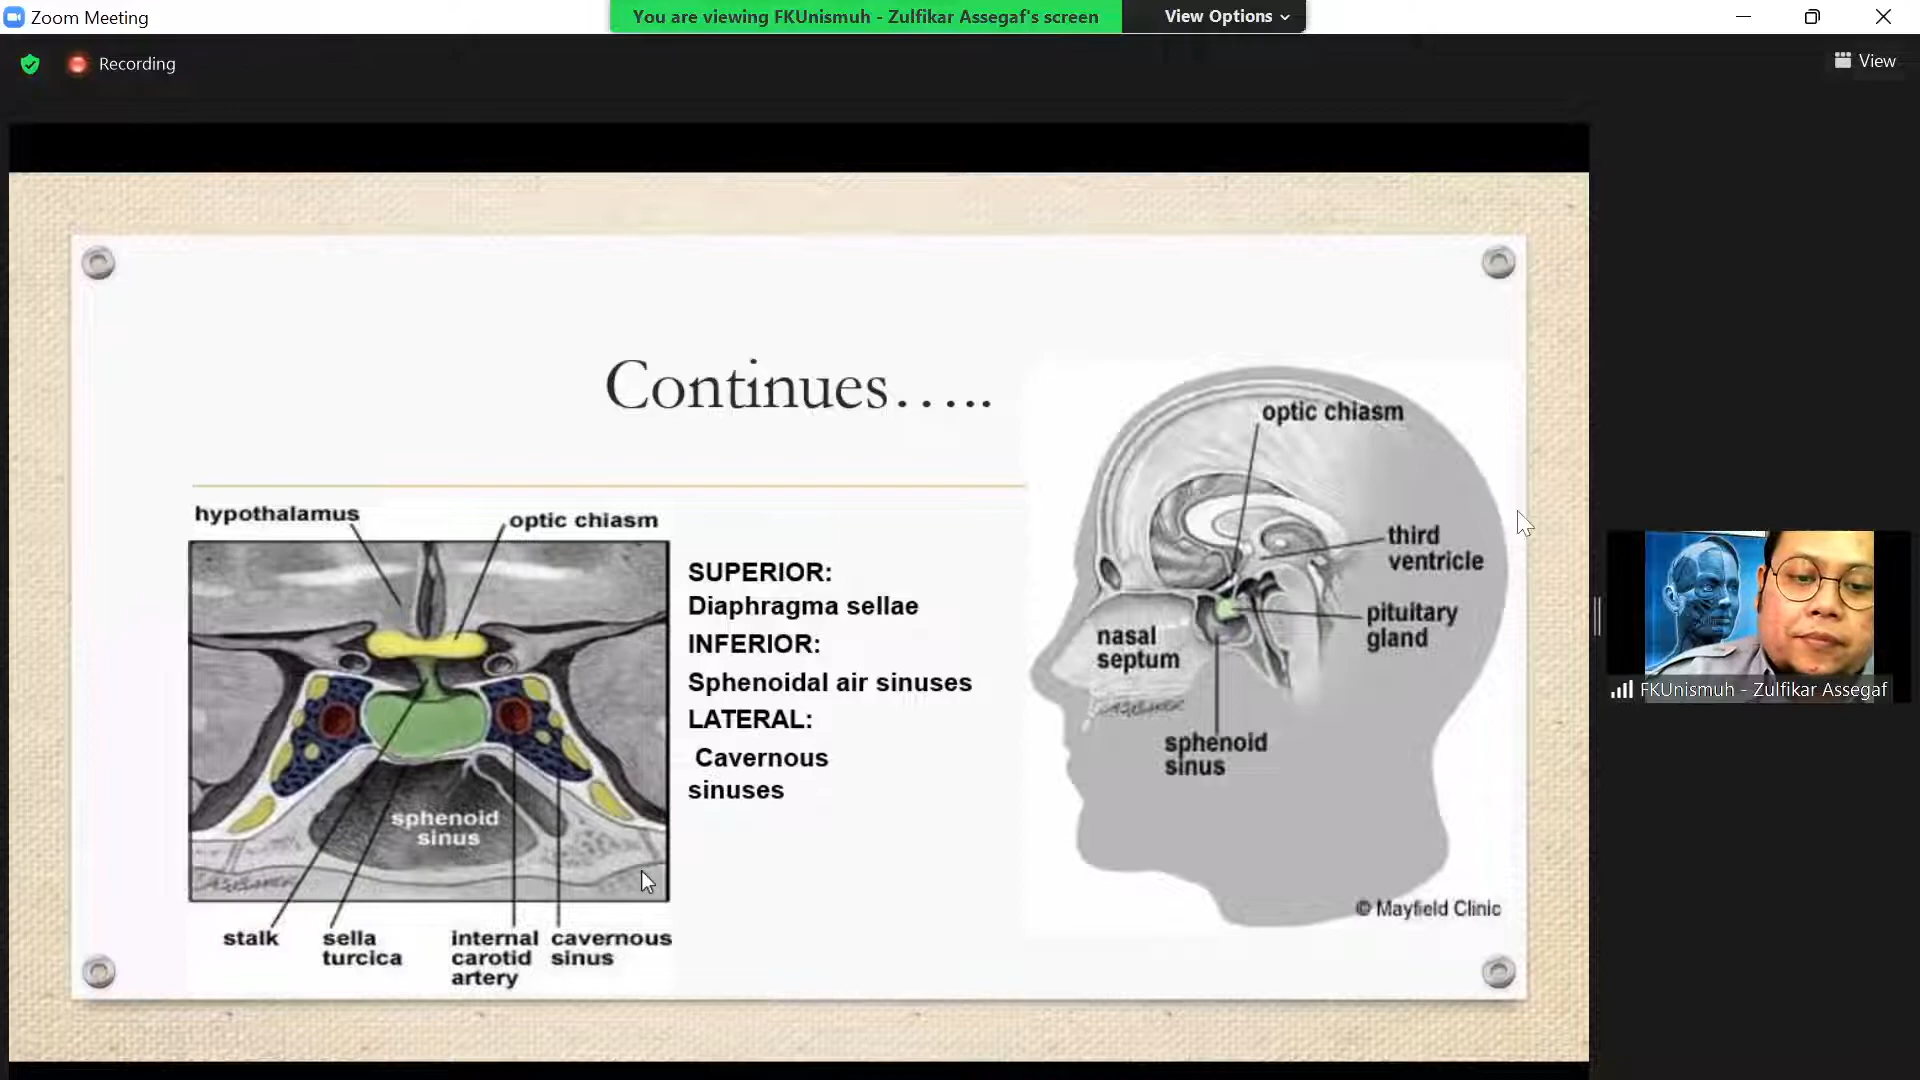 Zoom Meeting
You are viewing FKUnismuh - Zulfikar Assegaf's screen
View Options
Recording
View
Continues…..
hypothalamus
optic chiasm
sphenoid
sinus
stalk
sella
turcica
internal
carotid
artery
cavernous
sinus
SUPERIOR:
Diaphragma sellae
INFERIOR:
Sphenoidal air sinuses
LATERAL:
Cavernous
sinuses
optic chiasm
third
ventricle
pituitary
gland
nasal
septum
sphenoid
sinus
© Mayfield Clinic
FKUnismuh - Zulfikar Assegaf